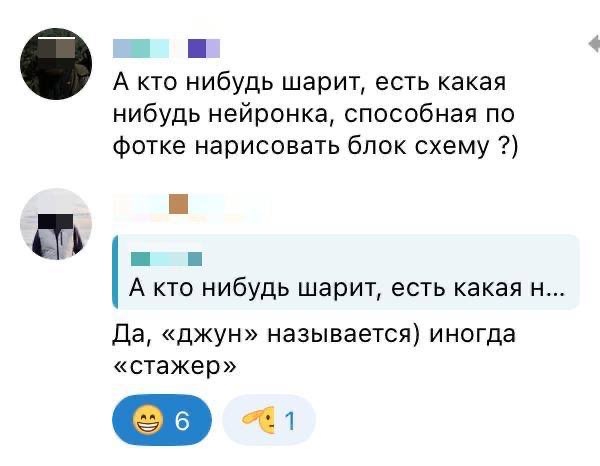 А кто нибудь шарит, есть какая
нибудь нейронка, способная по
фотке нарисовать блок схему ?)
А кто нибудь шарит, есть какая н...
Да, «джун» называется) иногда
«стажер»
6 1